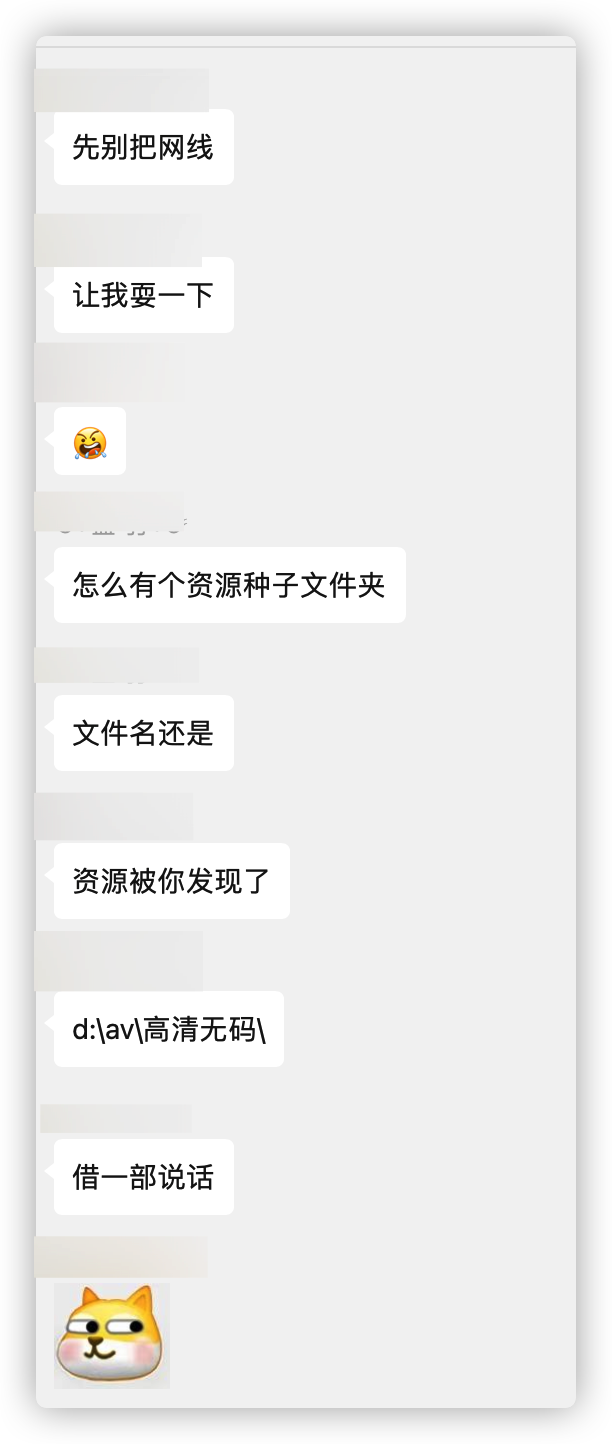 先别把网线
让我耍一下
怎么有个资源种子文件夹
文件名还是
资源被你发现了
d:\av\高清无码\
借一部说话